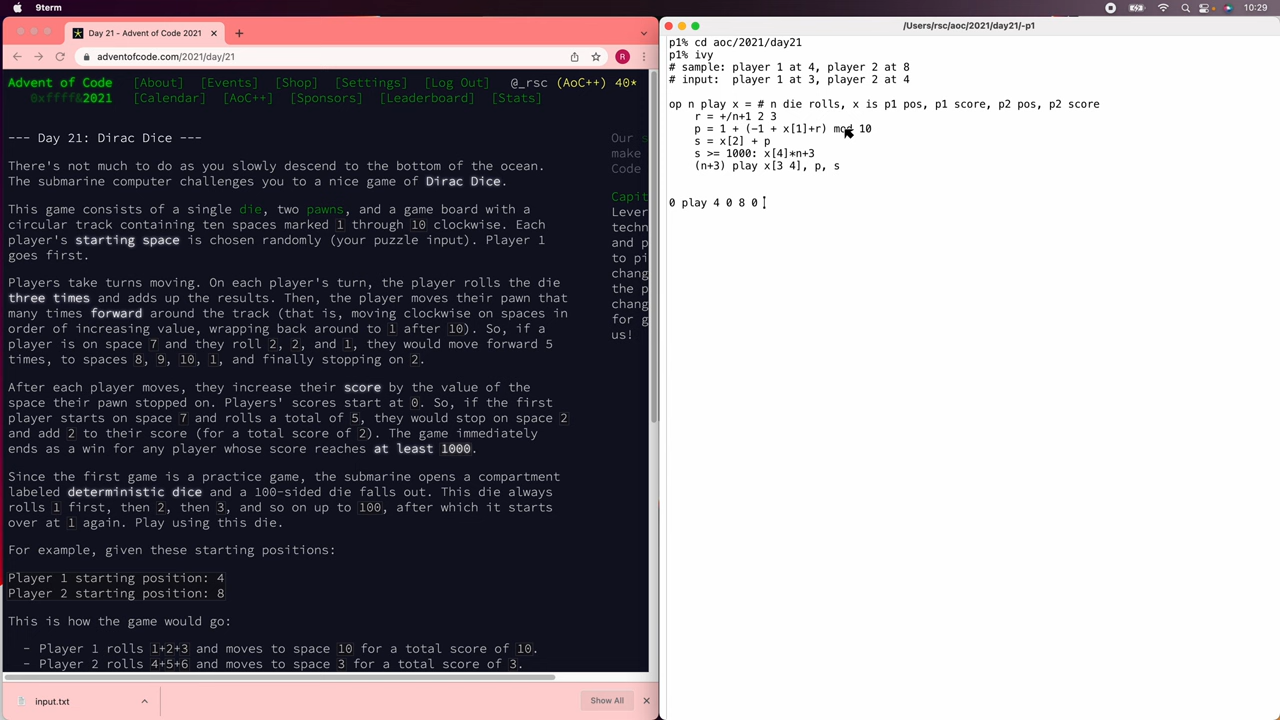 9term
10:29
Day 21 - Advent of Code 2021
adventofcode.com/2021/day/21
R
Advent of Code [About] [Events] [Shop] [Settings] [Log Out] @_rsc (AoC++) 40*
0xffff&2021 [Calendar] [AoC++] [Sponsors] [Leaderboard] [Stats]
--- Day 21: Dirac Dice ---
There's not much to do as you slowly descend to the bottom of the ocean.
The submarine computer challenges you to a nice game of Dirac Dice.
This game consists of a single die, two pawns, and a game board with a
circular track containing ten spaces marked 1 through 10 clockwise. Each
player's starting space is chosen randomly (your puzzle input). Player 1
goes first.
Players take turns moving. On each player's turn, the player rolls the die
three times and adds up the results. Then, the player moves their pawn that
many times forward around the track (that is, moving clockwise on spaces in
order of increasing value, wrapping back around to 1 after 10). So, if a
player is on space 7 and they roll 2, 2, and 1, they would move forward 5
times, to spaces 8, 9, 10, 1, and finally stopping on 2.
After each player moves, they increase their score by the value of the
space their pawn stopped on. Players' scores start at 0. So, if the first
player starts on space 7 and rolls a total of 5, they would stop on space 2
and add 2 to their score (for a total score of 2). The game immediately
ends as a win for any player whose score reaches at least 1000.
Since the first game is a practice game, the submarine opens a compartment
labeled deterministic dice and a 100-sided die falls out. This die always
rolls 1 first, then 2, then 3, and so on up to 100, after which it starts
over at 1 again. Play using this die.
For example, given these starting positions:
Player 1 starting position: 4
Player 2 starting position: 8
This is how the game would go:
- Player 1 rolls 1+2+3 and moves to space 10 for a total score of 10.
- Player 2 rolls 4+5+6 and moves to space 3 for a total score of 3.
Our s
make
Code
Capit
Lever
techn
and p
to pi
chang
the p
chang
for g
us!
input.txt
Show All
/Users/rsc/aoc/2021/day21/-p1
p1% cd aoc/2021/day21
p1% ivy
# sample: player 1 at 4, player 2 at 8
# input:  player 1 at 3, player 2 at 4
op n play x = # n die rolls, x is p1 pos, p1 score, p2 pos, p2 score
r = +/n+1 2 3
p = 1 + (-1 + x[1]+r) mod 10
s = x[2] + p
s >= 1000: x[4]*n+3
(n+3) play x[3 4], p, s
0 play 4 0 8 0